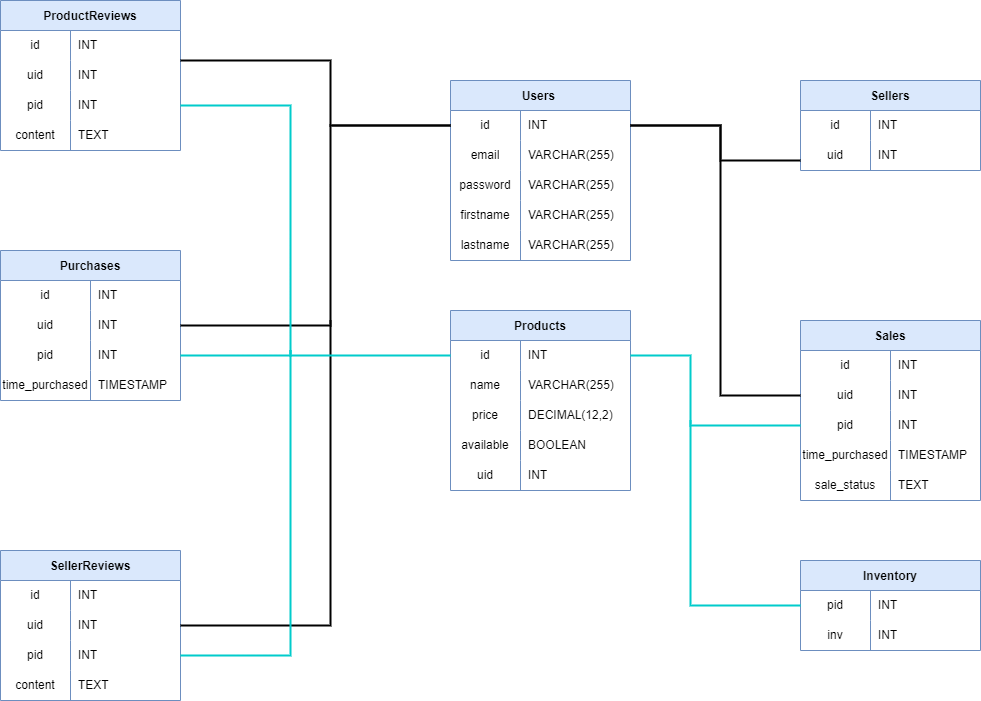 ProductReviews
id INT
uid INT
pid INT
content TEXT
Users
id INT
email VARCHAR(255)
password VARCHAR(255)
firstname VARCHAR(255)
lastname VARCHAR(255)
Sellers
id INT
uid INT
Purchases
id INT
uid INT
pid INT
time_purchased TIMESTAMP
Products
id INT
name VARCHAR(255)
price DECIMAL(12,2)
available BOOLEAN
uid INT
Sales
id INT
uid INT
pid INT
time_purchased TIMESTAMP
sale_status TEXT
SellerReviews
id INT
uid INT
pid INT
content TEXT
Inventory
pid INT
inv INT